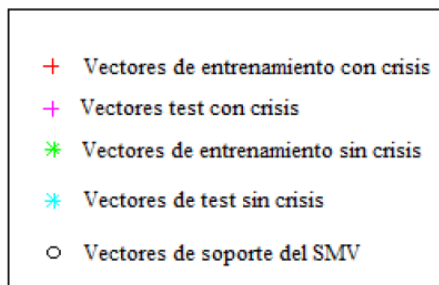 Vectores de entrenamiento con crisis
Vectores test con crisis
Vectores de entrenamiento sin crisis
Vectores de test sin crisis
Vectores de soporte del SMV